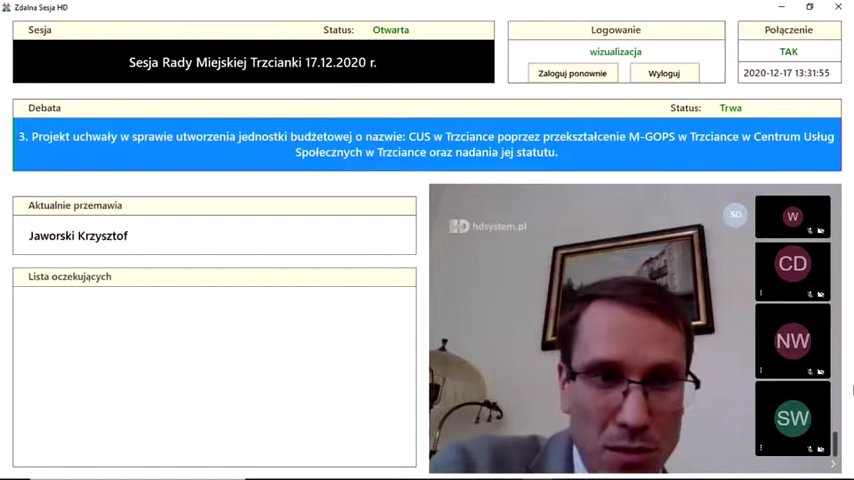 Zdalna Sesja HD
Sesja
Status: Otwarta
Sesja Rady Miejskiej Trzcianki 17.12.2020 r.
Logowanie
wizualizacja
Zaloguj ponownie
Wyloguj
Połączenie
TAK
2020-12-17 13:31:55
Debata
Status: Trwa
3. Projekt uchwały w sprawie utworzenia jednostki budżetowej o nazwie: CUS w Trzciance poprzez przekształcenie M-GOPS w Trzciance w Centrum Usług
Społecznych w Trzciance oraz nadania jej statutu.
Aktualnie przemawia
Jaworski Krzysztof
Lista oczekujących
HD hdsystem.pl
SD
W
CD
NW
SW